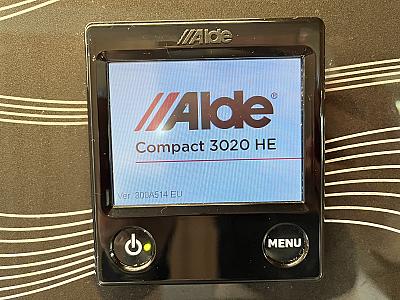 Alde
Alde®
Compact 3020 HE
Ver. 300A514 EU
MENU